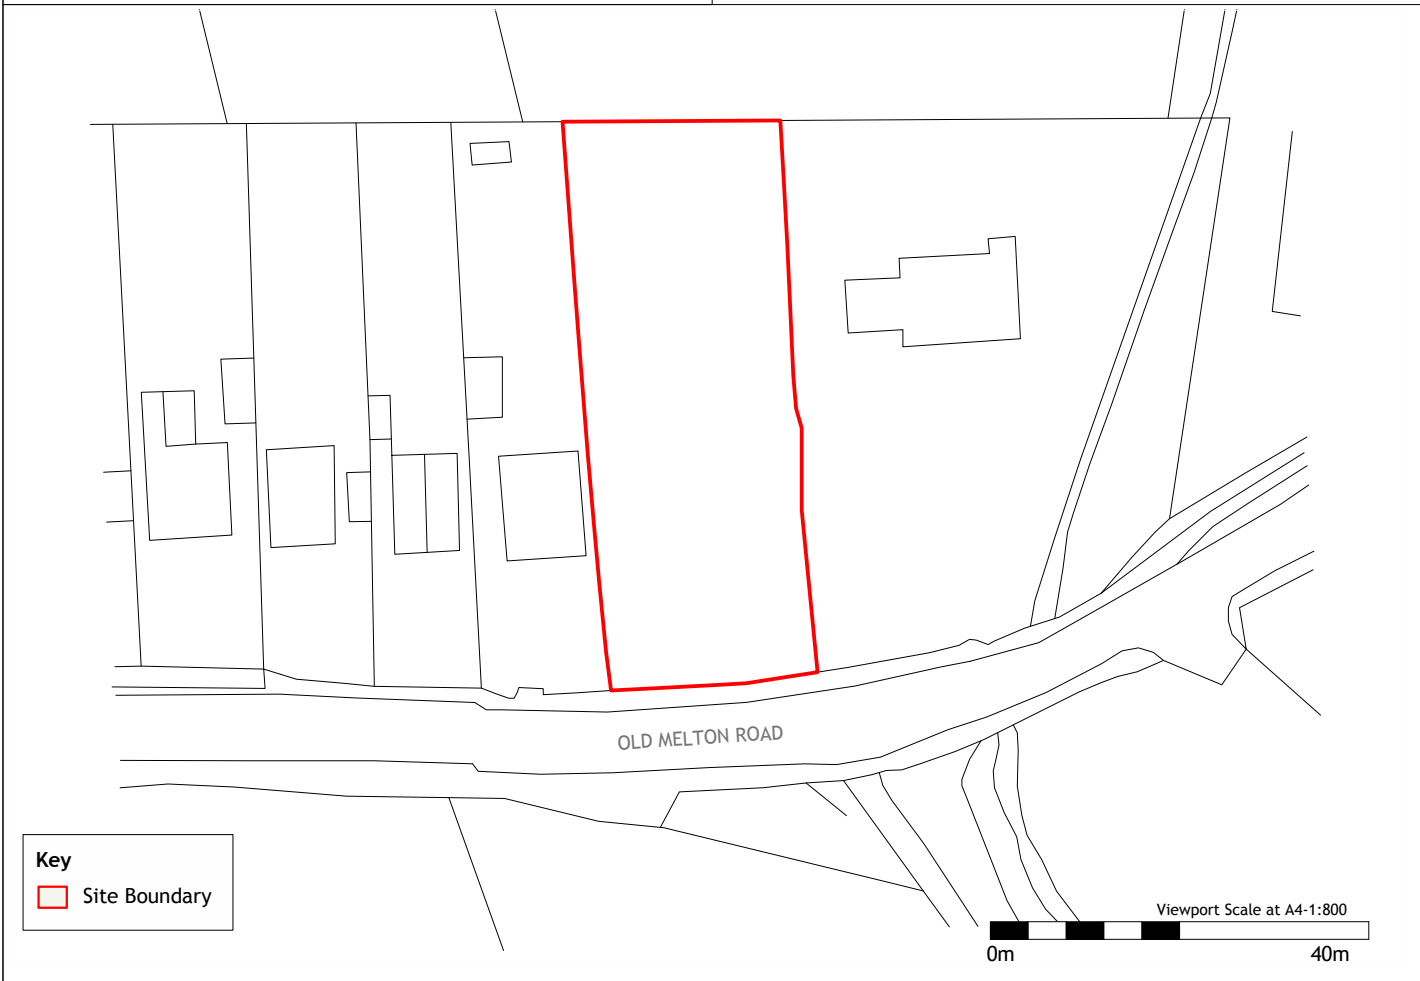 OLD MELTON ROAD
Key
Site Boundary
Viewport Scale at A4-1:800
0m 40m